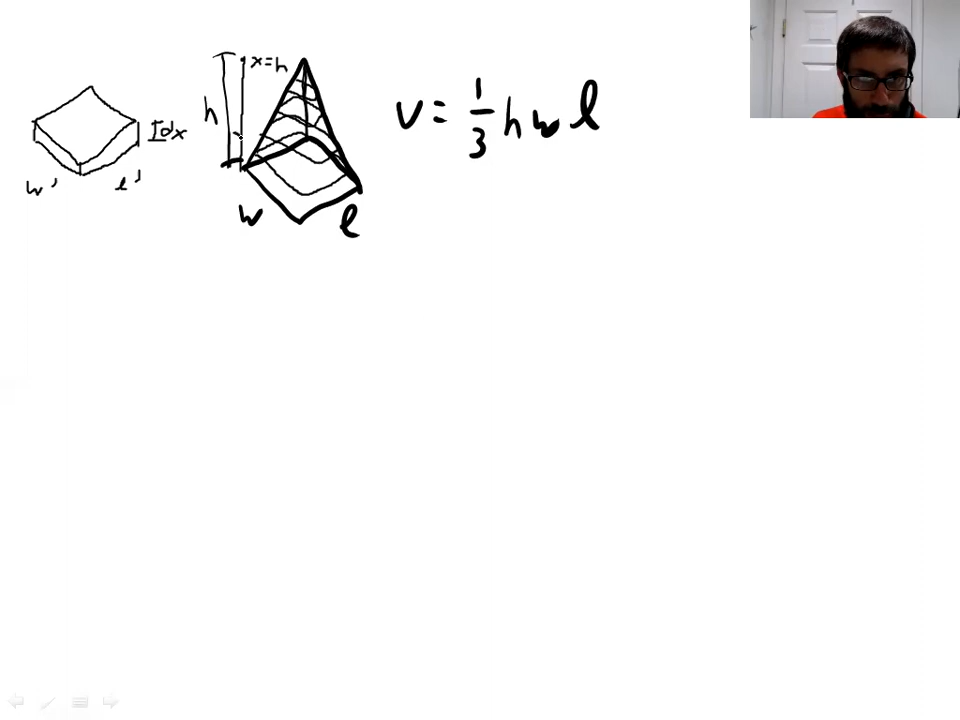 x=h
h
V = 1/3 h w l
dx
w' l'
w l